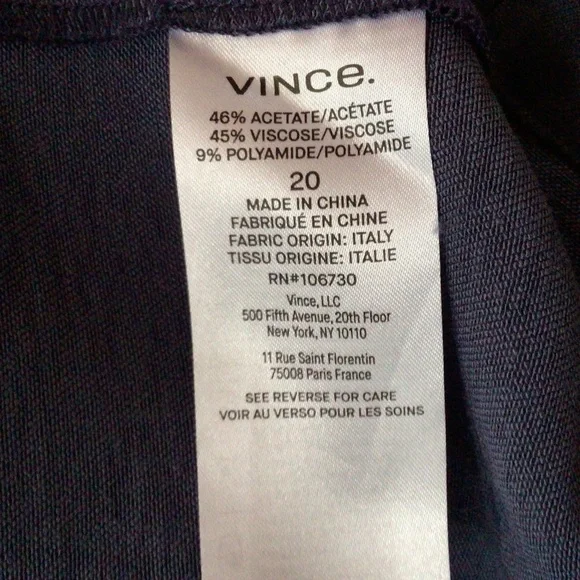 VINCE.
46% ACETATE/ACÉTATE
45% VISCOSE/VISCOSE
9% POLYAMIDE/POLYAMIDE
20
MADE IN CHINA
FABRIQUÉ EN CHINE
FABRIC ORIGIN: ITALY
TISSU ORIGINE: ITALIE
RN#106730
Vince, LLC
500 Fifth Avenue, 20th Floor
New York, NY 10110
11 Rue Saint Florentin
75008 Paris France
SEE REVERSE FOR CARE
VOIR AU VERSO POUR LES SOINS